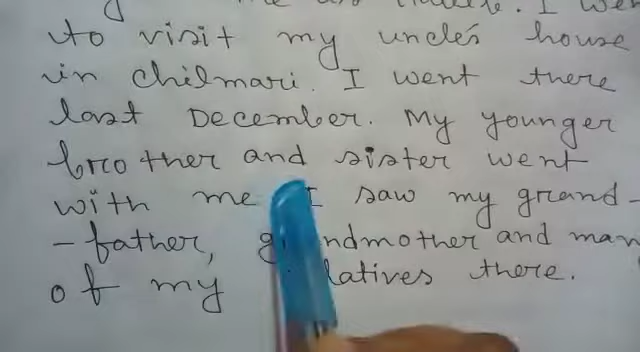 I
to visit my uncle's house
in chilmari. I went there
last December. My younger
brother and sister went
with me I saw my grand-
-father, and
of my there.